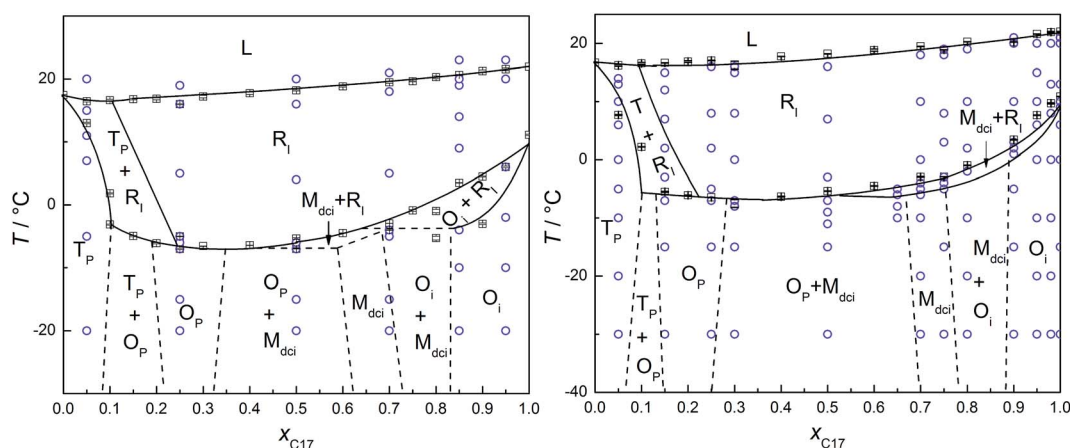 L
20
T_P
+
R_I
R_I
M_dci+R_I
O_i + R_I
0
T / °C
T_P
T_P
+
O_P
O_P
O_P
+
M_dci
M_dci
O_i
+
M_dci
O_i
-20
0.0 0.1 0.2 0.3 0.4 0.5 0.6 0.7 0.8 0.9 1.0
x_C17
20
L
T + R_I
R_I
M_dci+R_I
0
T / °C
T_P
-20
O_P
O_P+M_dci
M_dci
M_dci
+
O_i
O_i
T_P
+
O_P
-40
0.0 0.1 0.2 0.3 0.4 0.5 0.6 0.7 0.8 0.9 1.0
x_C17